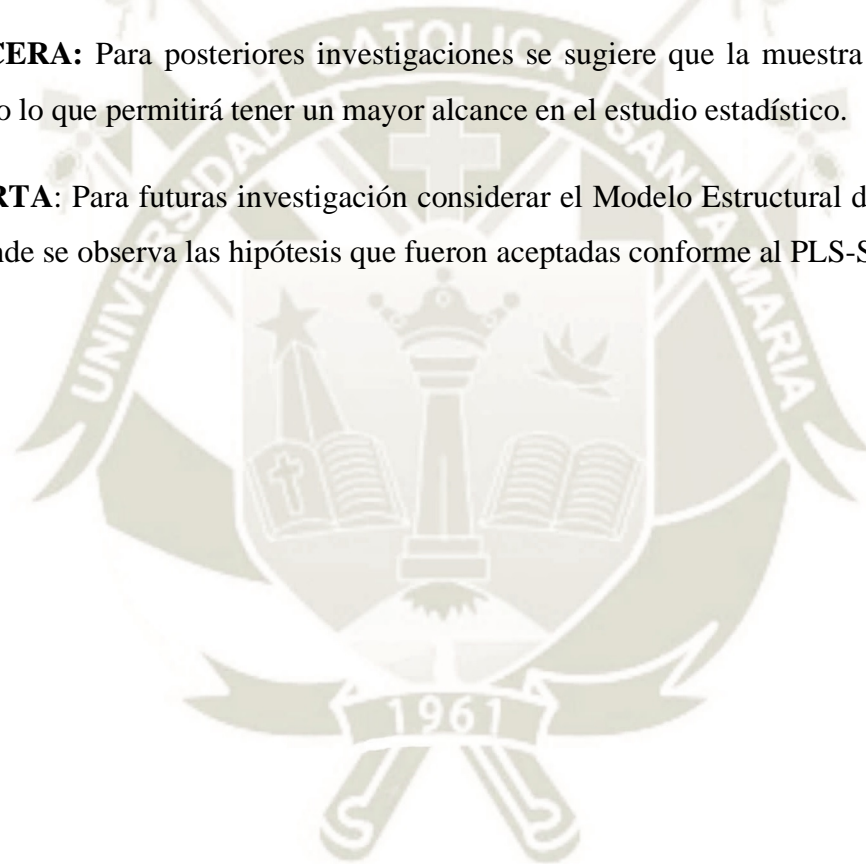 CERA: Para posteriores investigaciones se sugiere que la muestra
o lo que permitirá tener un mayor alcance en el estudio estadístico.
RTA: Para futuras investigación considerar el Modelo Estructural d
nde se observa las hipótesis que fueron aceptadas conforme al PLS-S
UNIVERSIDAD CATOLICA SANTA MARIA
1961